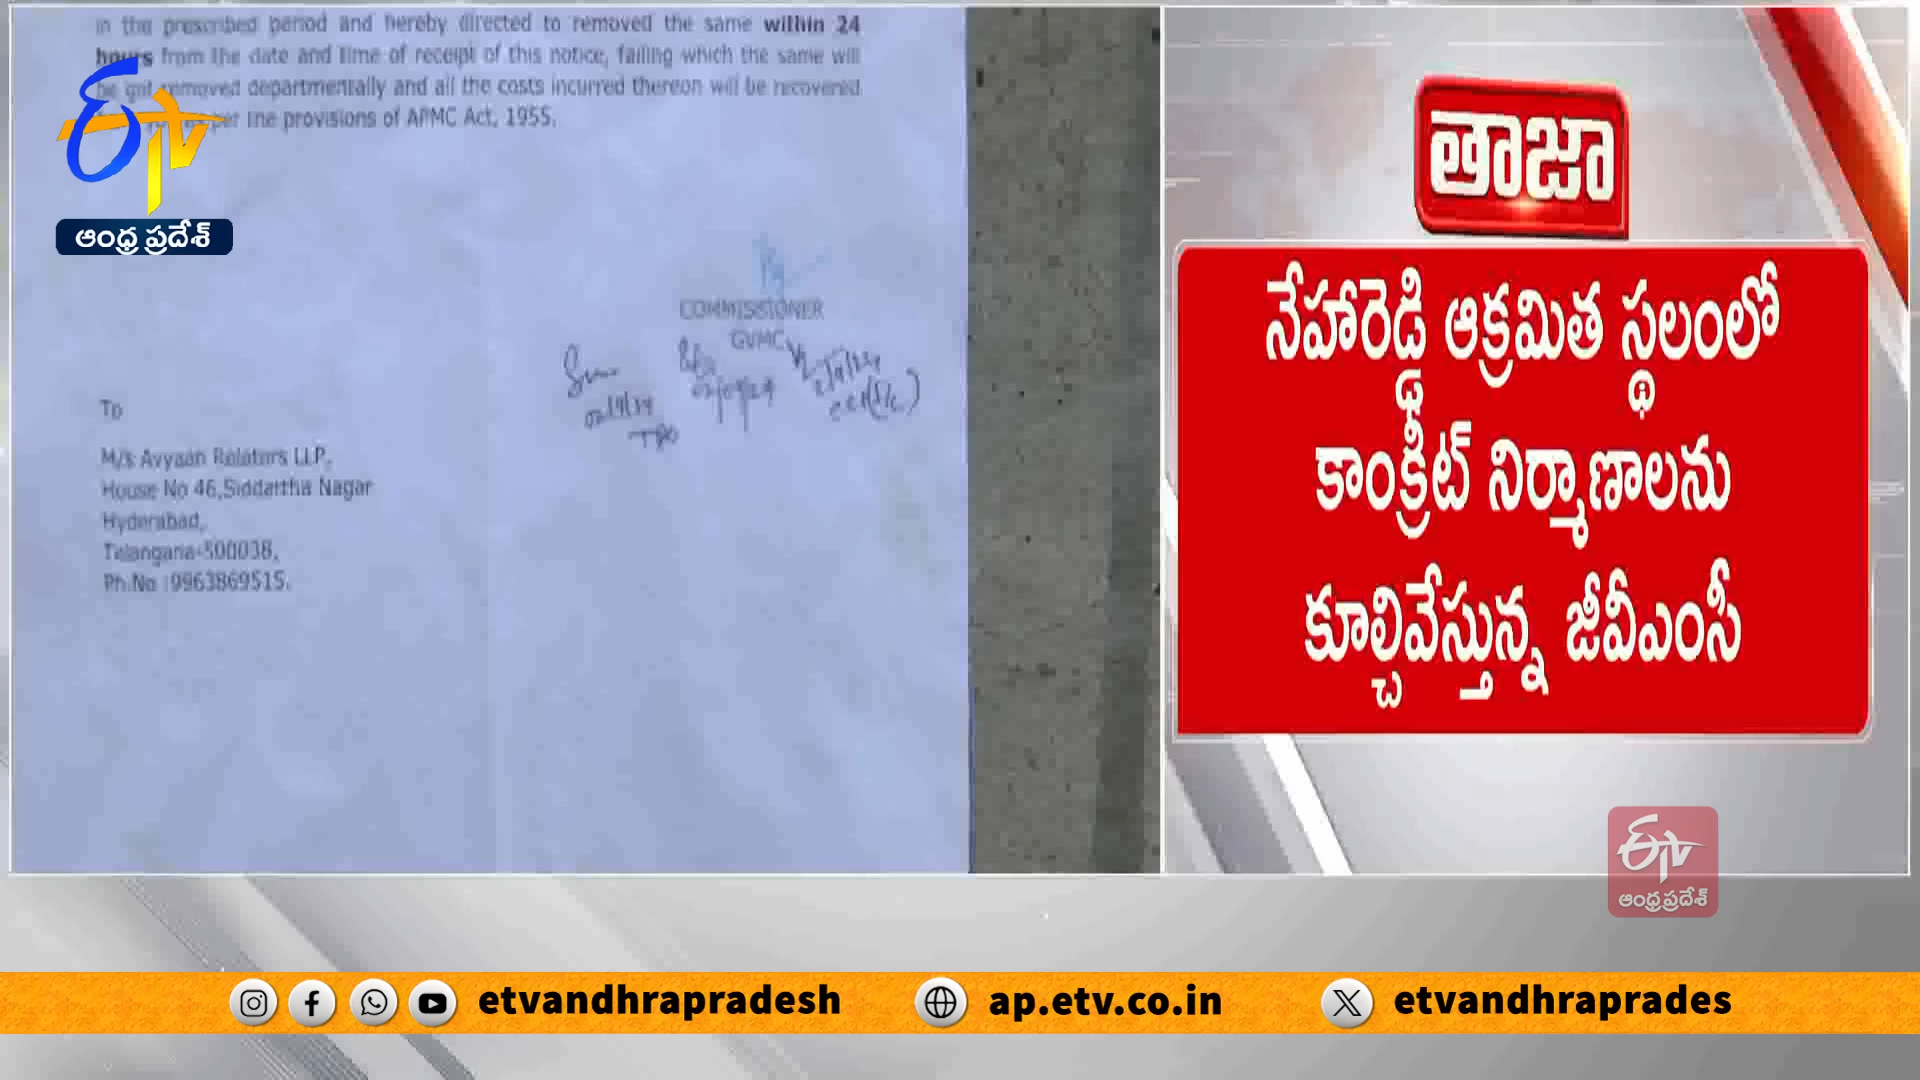 in the prescribed period and hereby directed to removed the same within 24
hours from the date and time of receipt of this notice, failing which the same will
be got removed departmentally and all the costs incurred thereon will be recovered
as per the provisions of APMC Act, 1955.
ETV
ఆంధ్ర ప్రదేశ్
COMMISSIONER
GVMC
To
M/s Avyaan Relators LLP,
House No 46,Siddartha Nagar
Hyderabad,
Telangana-500038,
Ph.No :9963869515.
తాజా
నేహారెడ్డి ఆక్రమిత స్థలంలో
కాంక్రీట్ నిర్మాణాలను
కూల్చివేస్తున్న జీవీఎంసీ
ETV
ఆంధ్రప్రదేశ్
etvandhrapradesh
ap.etv.co.in
etvandhraprades